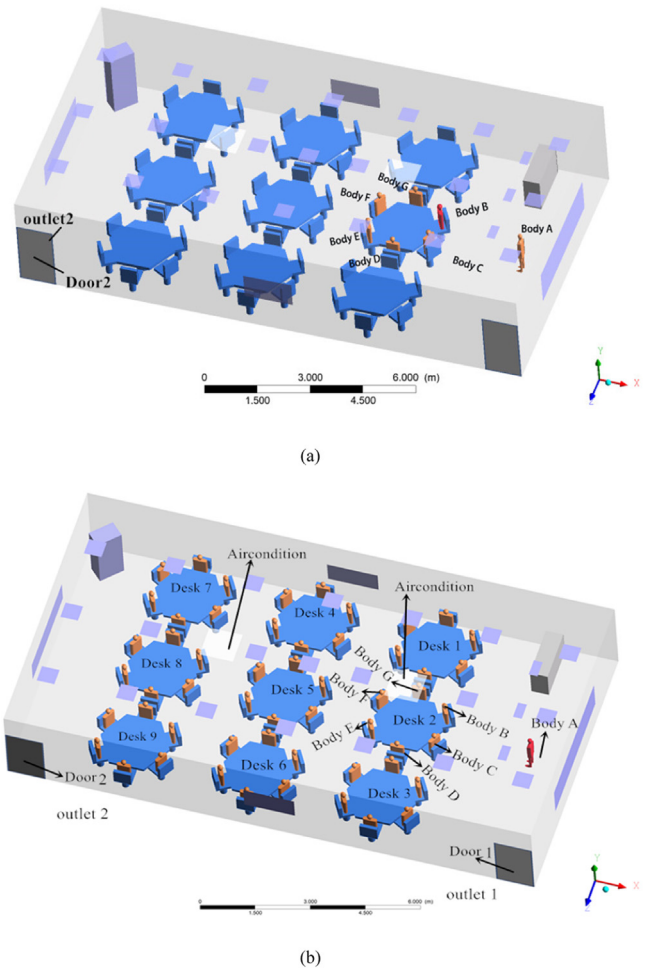 Body G
Body F
Body B
Body A
outlet2
Body E
Body D
Body C
Door2
0 3.000 6.000 (m)
1.500 4.500
Y
X
Z
(a)
Aircondition
Aircondition
Desk 7
Desk 4
Desk 1
Body G
Desk 8
Body F
Desk 5
Desk 2
Body B
Body A
Desk 9
Body E
Body C
Desk 6
Body D
Door 2
Desk 3
outlet 2
Door 1
outlet 1
0.000 3.000 6.000 (m)
1.500 4.500
Y
X
Z
(b)